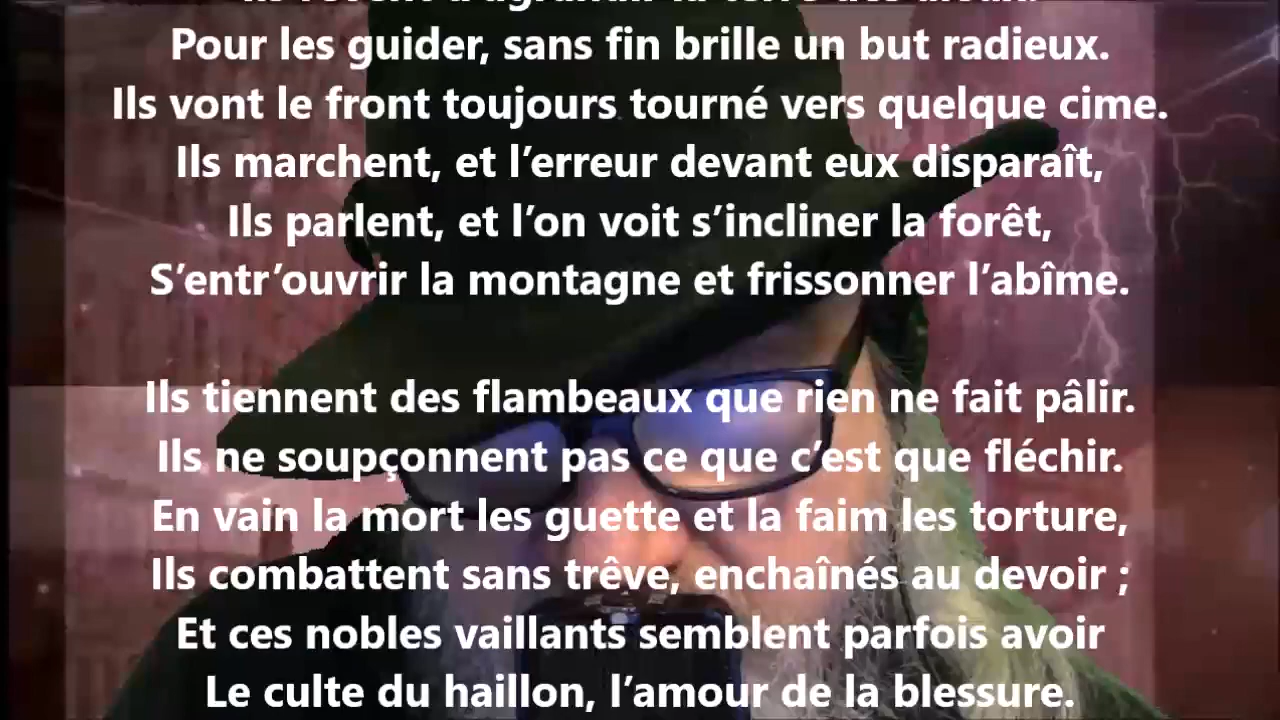 Pour les guider, sans fin brille un but radieux.
Ils vont le front toujours tourné vers quelque cime.
Ils marchent, et l’erreur devant eux disparaît,
Ils parlent, et l’on voit s’incliner la forêt,
S’entr’ouvrir la montagne et frissonner l’abîme.
Ils tiennent des flambeaux que rien ne fait pâlir.
Ils ne soupçonnent pas ce que c’est que fléchir.
En vain la mort les guette et la faim les torture,
Ils combattent sans trêve, enchaînés au devoir ;
Et ces nobles vaillants semblent parfois avoir
Le culte du haillon, l’amour de la blessure.